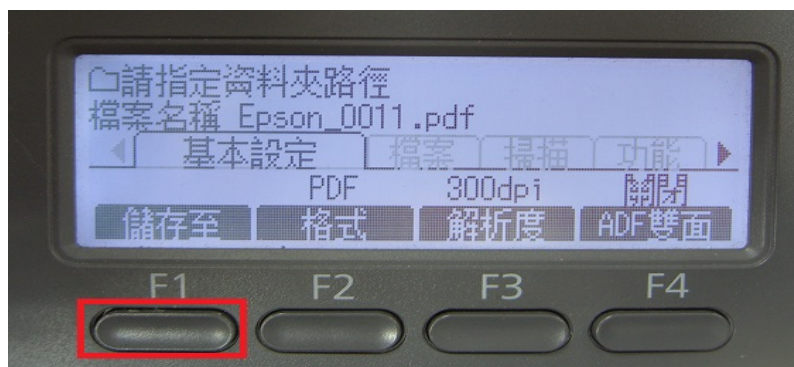 請指定資料夾路徑
檔案名稱 Epson_0011.pdf
基本設定 檔案 掃描 功能
PDF 300dpi 關閉
儲存至 格式 解析度 ADF雙面
F1 F2 F3 F4